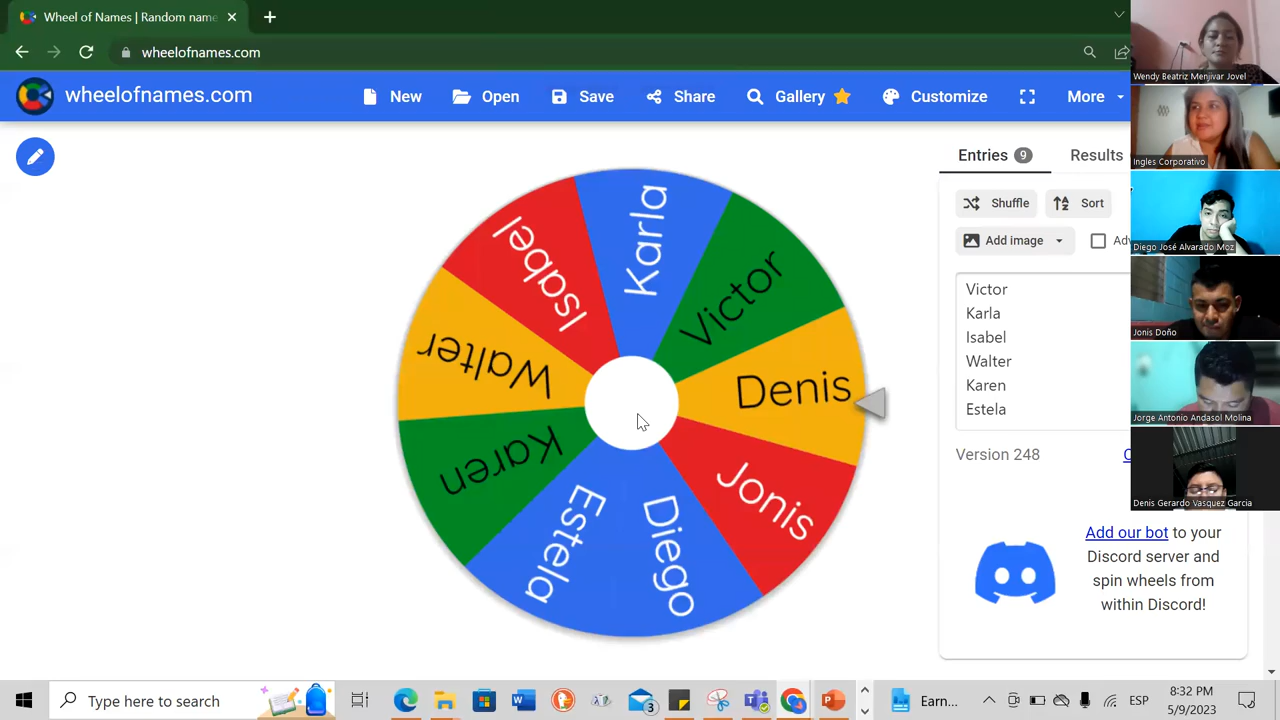 Wheel of Names | Random name
wheelofnames.com
wheelofnames.com
New
Open
Save
Share
Gallery
Customize
More
Entries 9
Results
Shuffle
Sort
Add image
Adv
Victor
Karla
Isabel
Walter
Karen
Estela
Version 248
Add our bot to your
Discord server and
spin wheels from
within Discord!
Karla
Victor
Denis
Jonis
Diego
Estela
Karen
Walter
Isabel
Wendy Beatriz Menjivar Jovel
Ingles Corporativo
Diego José Alvarado Moz
Jonis Doño
Jorge Antonio Andasol Molina
Denis Gerardo Vasquez Garcia
Type here to search
3
Earn...
ESP
8:32 PM
5/9/2023